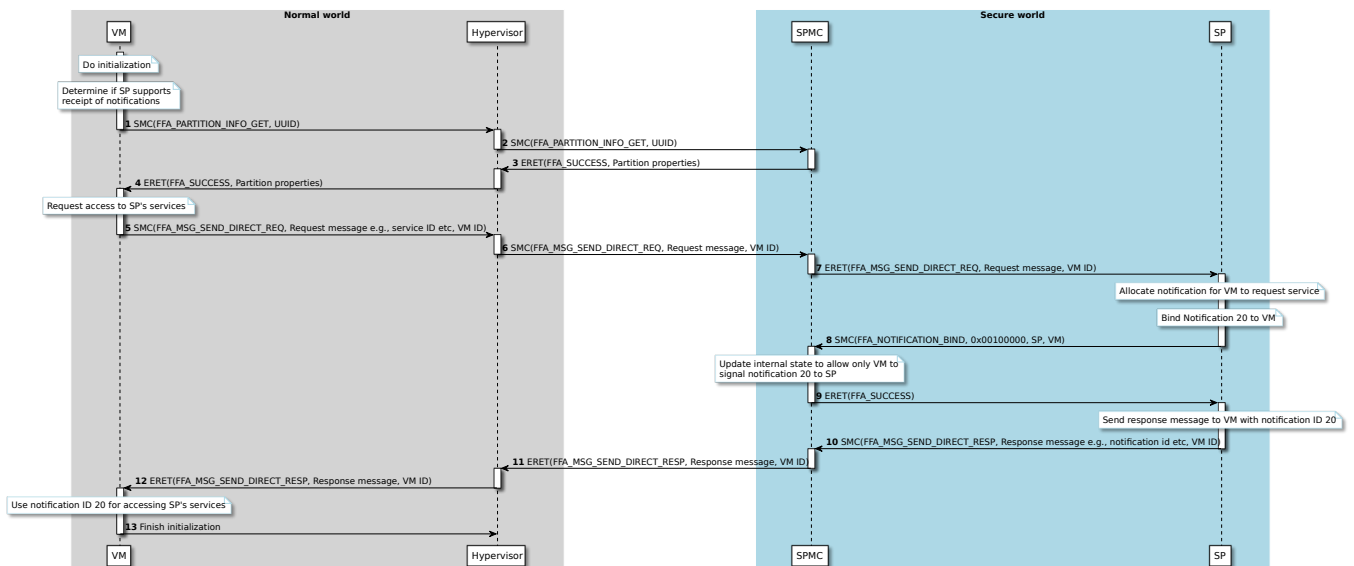 Normal world
Secure world
VM
Hypervisor
SPMC
SP
Do initialization
Determine if SP supports
receipt of notifications
1 SMC(FFA_PARTITION_INFO_GET, UUID)
2 SMC(FFA_PARTITION_INFO_GET, UUID)
3 ERET(FFA_SUCCESS, Partition properties)
4 ERET(FFA_SUCCESS, Partition properties)
Request access to SP's services
5 SMC(FFA_MSG_SEND_DIRECT_REQ, Request message e.g., service ID etc, VM ID)
6 SMC(FFA_MSG_SEND_DIRECT_REQ, Request message, VM ID)
7 ERET(FFA_MSG_SEND_DIRECT_REQ, Request message, VM ID)
Allocate notification for VM to request service
Bind Notification 20 to VM
8 SMC(FFA_NOTIFICATION_BIND, 0x00100000, SP, VM)
Update internal state to allow only VM to
signal notification 20 to SP
9 ERET(FFA_SUCCESS)
Send response message to VM with notification ID 20
10 SMC(FFA_MSG_SEND_DIRECT_RESP, Response message e.g., notification id etc, VM ID)
11 ERET(FFA_MSG_SEND_DIRECT_RESP, Response message, VM ID)
12 ERET(FFA_MSG_SEND_DIRECT_RESP, Response message, VM ID)
Use notification ID 20 for accessing SP's services
13 Finish initialization
VM
Hypervisor
SPMC
SP